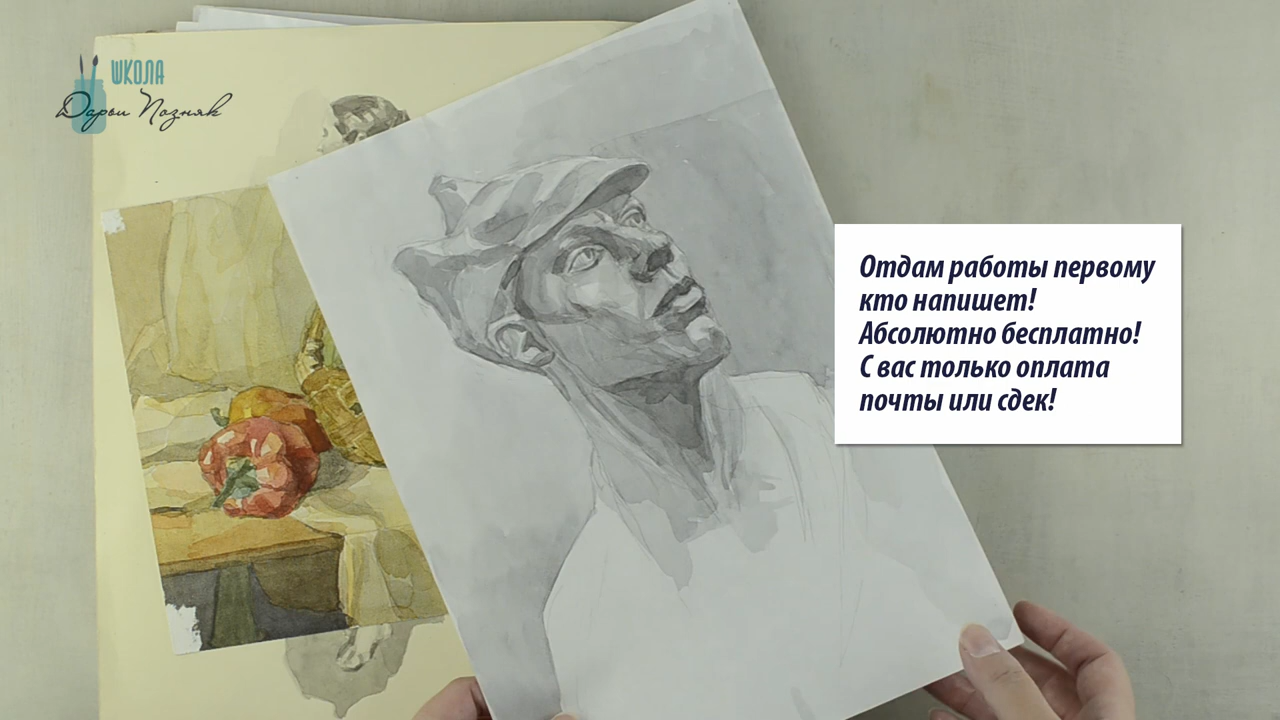 ШКОЛА
Дарьи Позняк
Отдам работы первому
кто напишет!
Абсолютно бесплатно!
С вас только оплата
почты или сдек!